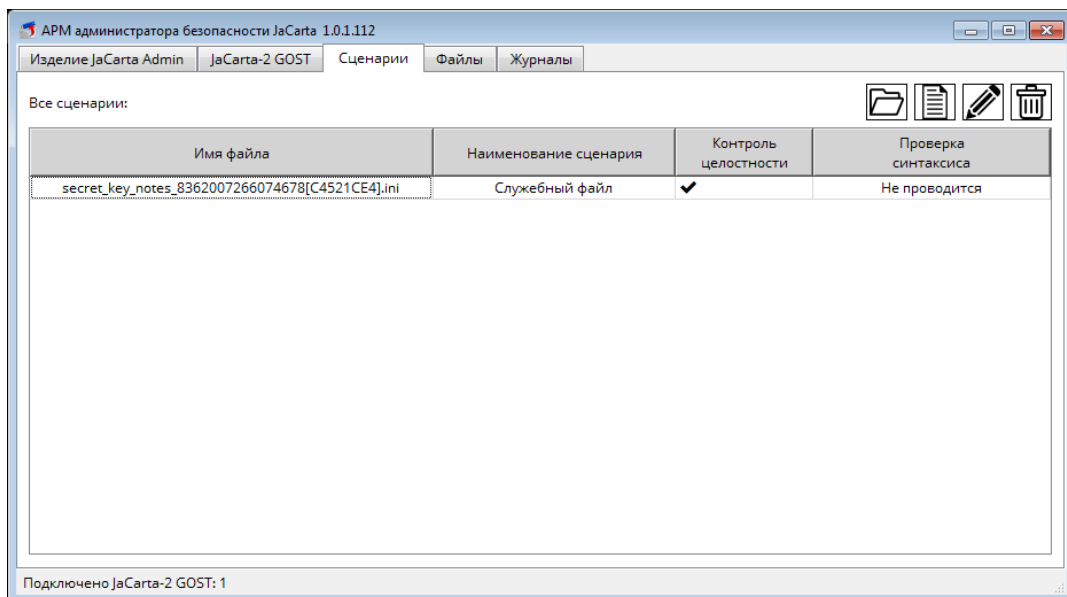 АРМ администратора безопасности JaCarta 1.0.1.112
Изделие JaCarta Admin JaCarta-2 GOST Сценарии Файлы Журналы
Все сценарии:
Имя файла Наименование сценария Контроль целостности Проверка синтаксиса
secret_key_notes_8362007266074678[C4521CE4].ini Служебный файл ✔ Не проводится
Подключено JaCarta-2 GOST: 1